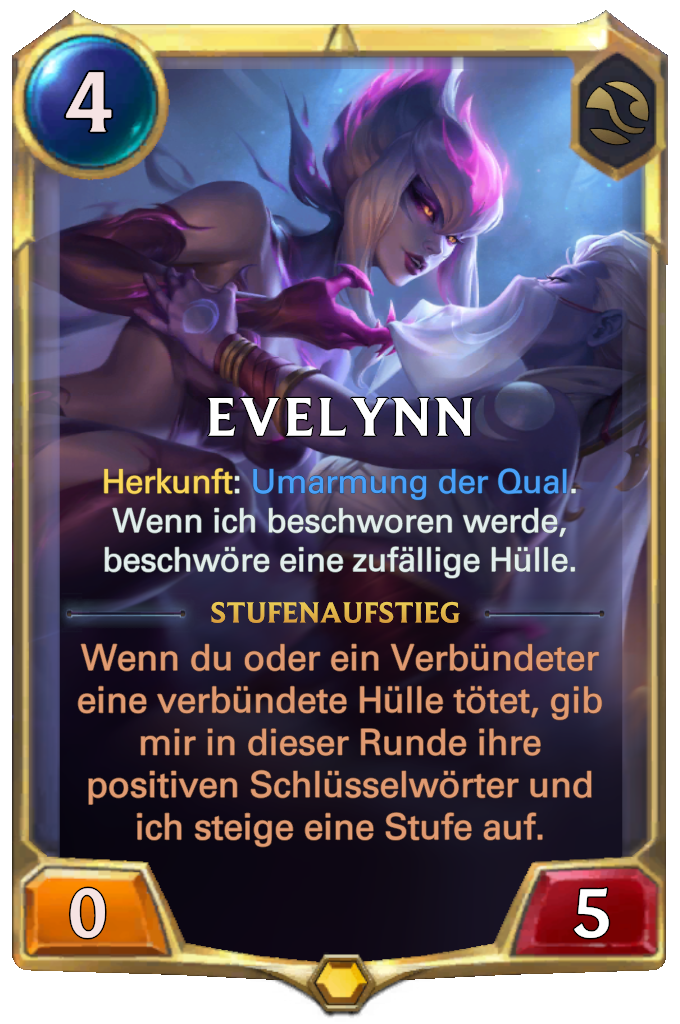 4
EVELYNN
Herkunft: Umarmung der Qual.
Wenn ich beschworen werde,
beschwöre eine zufällige Hülle.
STUFENAUFSTIEG
Wenn du oder ein Verbündeter
eine verbündete Hülle tötet, gib
mir in dieser Runde ihre
positiven Schlüsselwörter und
ich steige eine Stufe auf.
0
5